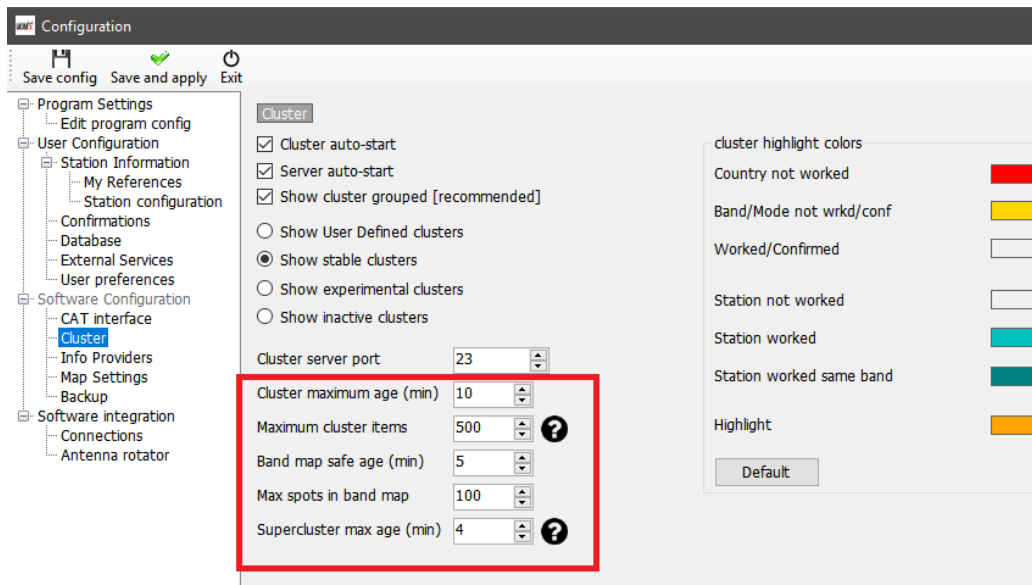 Configuration
Save config Save and apply Exit
Program Settings
Edit program config
User Configuration
Station Information
My References
Station configuration
Confirmations
Database
External Services
User preferences
Software Configuration
CAT interface
Cluster
Info Providers
Map Settings
Backup
Software integration
Connections
Antenna rotator
Cluster
Cluster auto-start
Server auto-start
Show cluster grouped [recommended]
Show User Defined clusters
Show stable clusters
Show experimental clusters
Show inactive clusters
Cluster server port 23
Cluster maximum age (min) 10
Maximum cluster items 500 ?
Band map safe age (min) 5
Max spots in band map 100
Supercluster max age (min) 4 ?
cluster highlight colors
Country not worked
Band/Mode not wrkd/conf
Worked/Confirmed
Station not worked
Station worked
Station worked same band
Highlight
Default